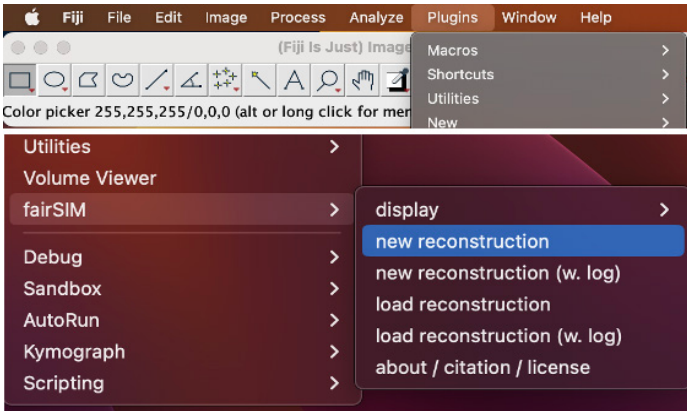 Fiji File Edit Image Process Analyze Plugins Window Help
(Fiji Is Just) Image
Color picker 255,255,255/0,0,0 (alt or long click for mer
Macros
Shortcuts
Utilities
New
Utilities
Volume Viewer
fairSIM
Debug
Sandbox
AutoRun
Kymograph
Scripting
display
new reconstruction
new reconstruction (w. log)
load reconstruction
load reconstruction (w. log)
about / citation / license